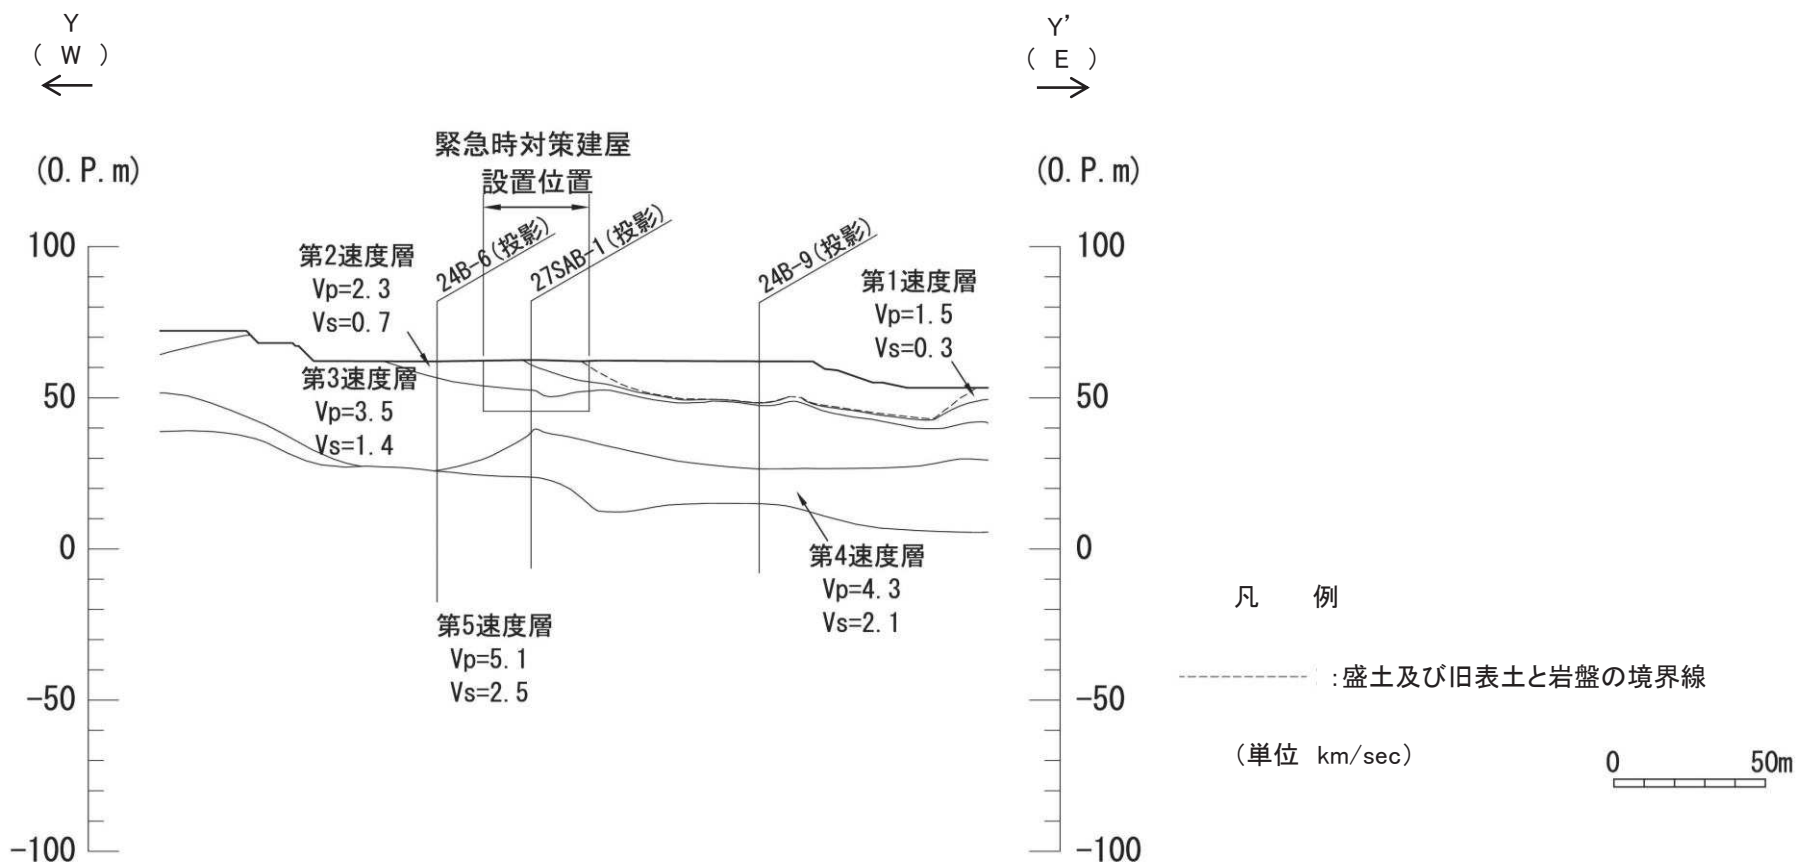 Y
( W )
Y'
( E )
緊急時対策建屋
設置位置
(O.P.m)
(O.P.m)
24B-6(投影)
27SAB-1(投影)
24B-9(投影)
100
100
第2速度層
Vp=2.3
Vs=0.7
第1速度層
Vp=1.5
Vs=0.3
第3速度層
Vp=3.5
Vs=1.4
50
50
0
0
第4速度層
Vp=4.3
Vs=2.1
第5速度層
Vp=5.1
Vs=2.5
凡 例
:盛土及び旧表土と岩盤の境界線
-50
-50
(単位 km/sec)
0 50m
-100
-100